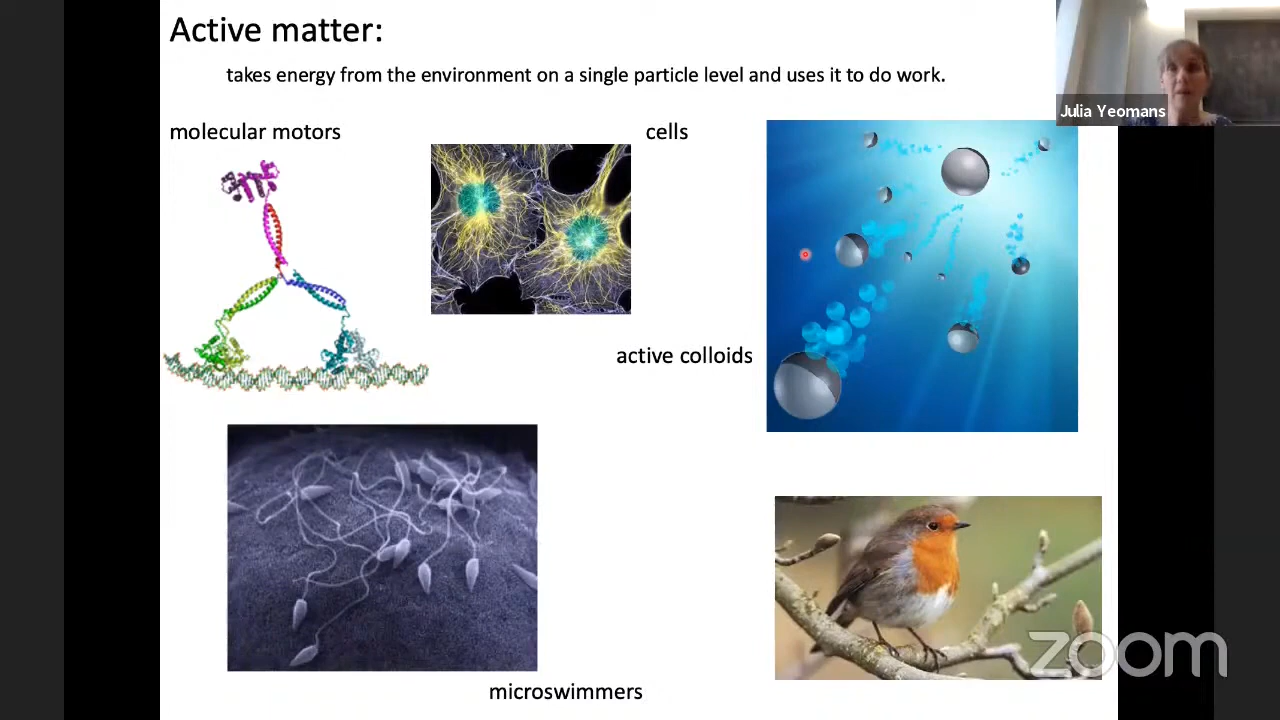 Active matter:
takes energy from the environment on a single particle level and uses it to do work.
Julia Yeomans
molecular motors
cells
active colloids
microswimmers
zoom